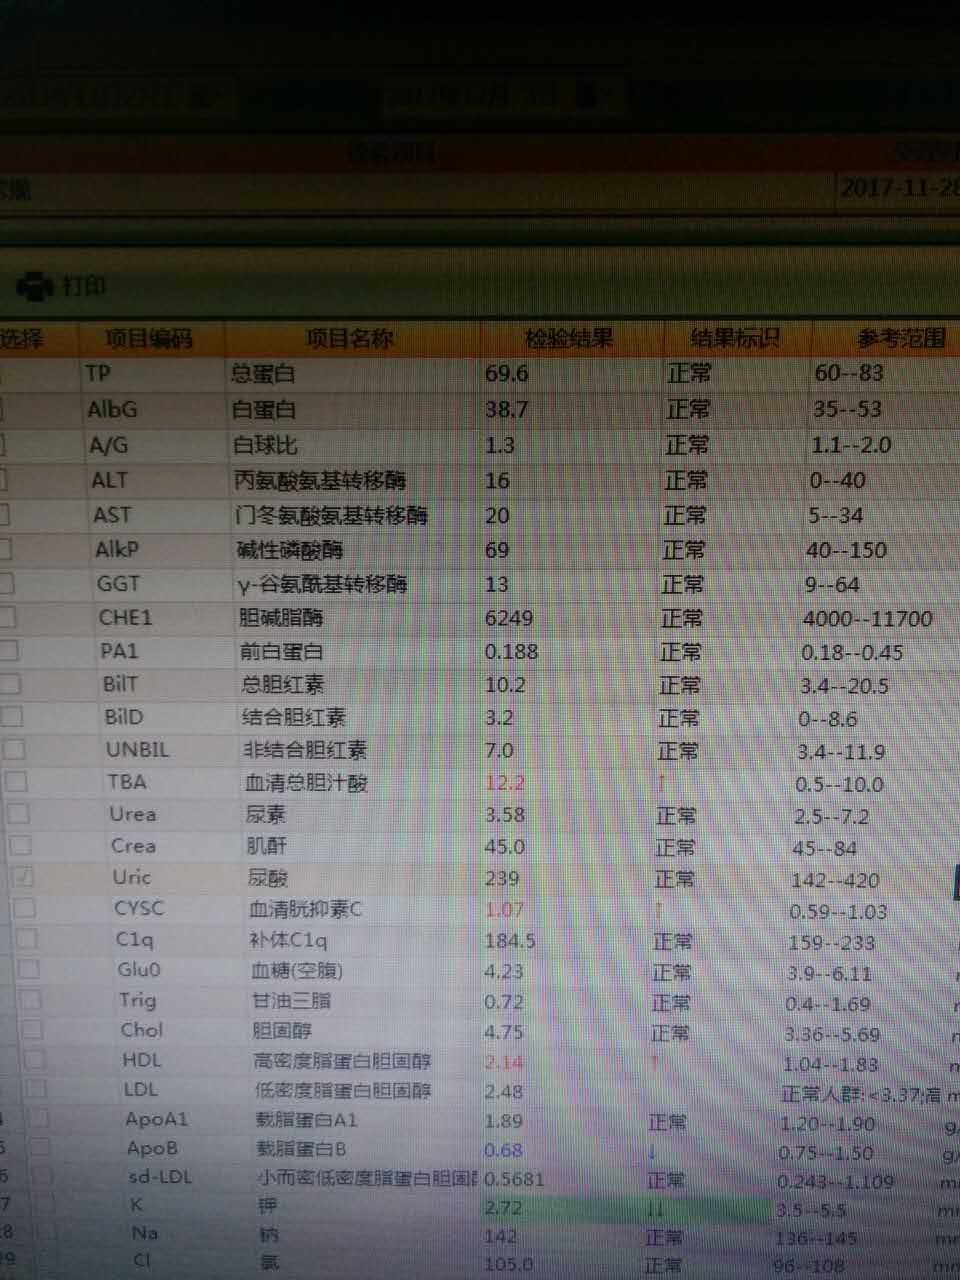 2017-11-28
打印
选择 项目编码 项目名称 检验结果 结果标识 参考范围
TP 总蛋白 69.6 正常 60--83
AlbG 白蛋白 38.7 正常 35--53
A/G 白球比 1.3 正常 1.1--2.0
ALT 丙氨酸氨基转移酶 16 正常 0--40
AST 门冬氨酸氨基转移酶 20 正常 5--34
AlkP 碱性磷酸酶 69 正常 40--150
GGT γ-谷氨酰基转移酶 13 正常 9--64
CHE1 胆碱脂酶 6249 正常 4000--11700
PA1 前白蛋白 0.188 正常 0.18--0.45
BilT 总胆红素 10.2 正常 3.4--20.5
BilD 结合胆红素 3.2 正常 0--8.6
UNBIL 非结合胆红素 7.0 正常 3.4--11.9
TBA 血清总胆汁酸 12.2 ↑ 0.5--10.0
Urea 尿素 3.58 正常 2.5--7.2
Crea 肌酐 45.0 正常 45--84
Uric 尿酸 239 正常 142--420
CYSC 血清胱抑素C 1.07 ↑ 0.59--1.03
C1q 补体C1q 184.5 正常 159--233
Glu0 血糖(空腹) 4.23 正常 3.9--6.11
Trig 甘油三脂 0.72 正常 0.4--1.69
Chol 胆固醇 4.75 正常 3.36--5.69
HDL 高密度脂蛋白胆固醇 2.14 ↑ 1.04--1.83
LDL 低密度脂蛋白胆固醇 2.48 正常人群:<3.37;高
ApoA1 载脂蛋白A1 1.89 正常 1.20--1.90
ApoB 载脂蛋白B 0.68 ↓ 0.75--1.50
sd-LDL 小而密低密度脂蛋白胆固 0.5681 正常 0.243--1.109
K 钾 2.72 ↓↓ 3.5--5.5
Na 钠 142 正常 136--145
Cl 氯 105.0 正常 96--108